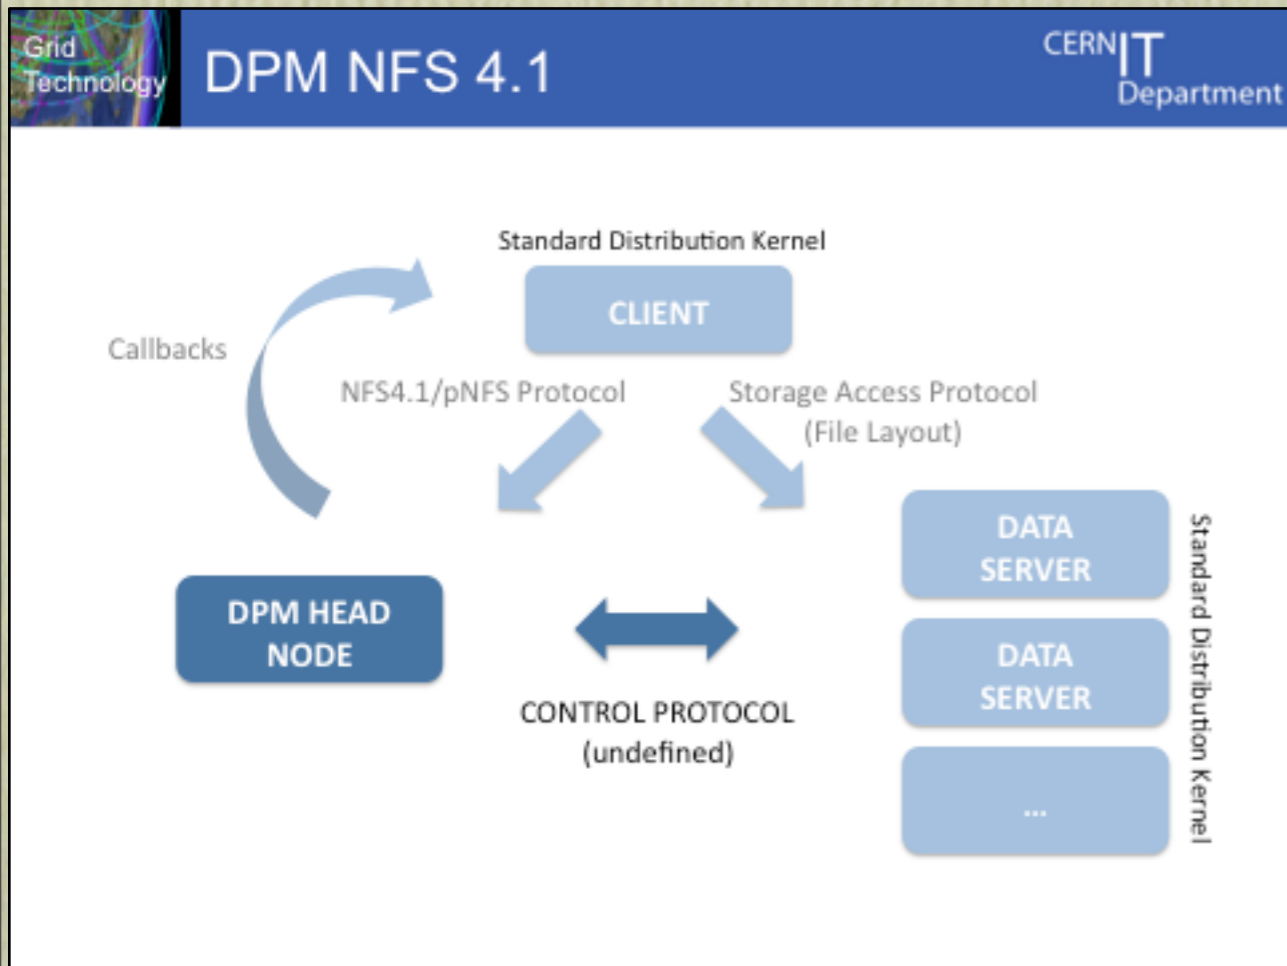 Grid
Technology
DPM NFS 4.1
CERN IT
Department
Standard Distribution Kernel
CLIENT
Callbacks
NFS4.1/pNFS Protocol
Storage Access Protocol
(File Layout)
DATA
SERVER
DPM HEAD
NODE
DATA
SERVER
CONTROL PROTOCOL
(undefined)
...
Standard Distribution Kernel